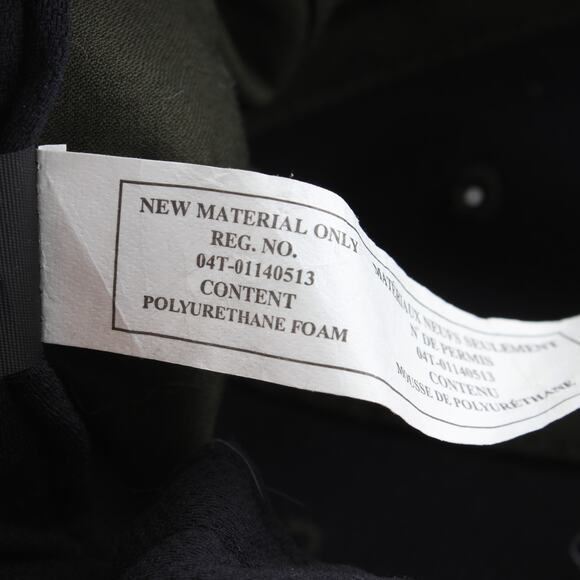 NEW MATERIAL ONLY
REG. NO.
04T-01140513
CONTENT
POLYURETHANE FOAM
MATÉRIAUX NEUFS SEULEMENT
N° DE PERMIS
04T-01140513
CONTENU
MOUSSE DE POLYURÉTHANE